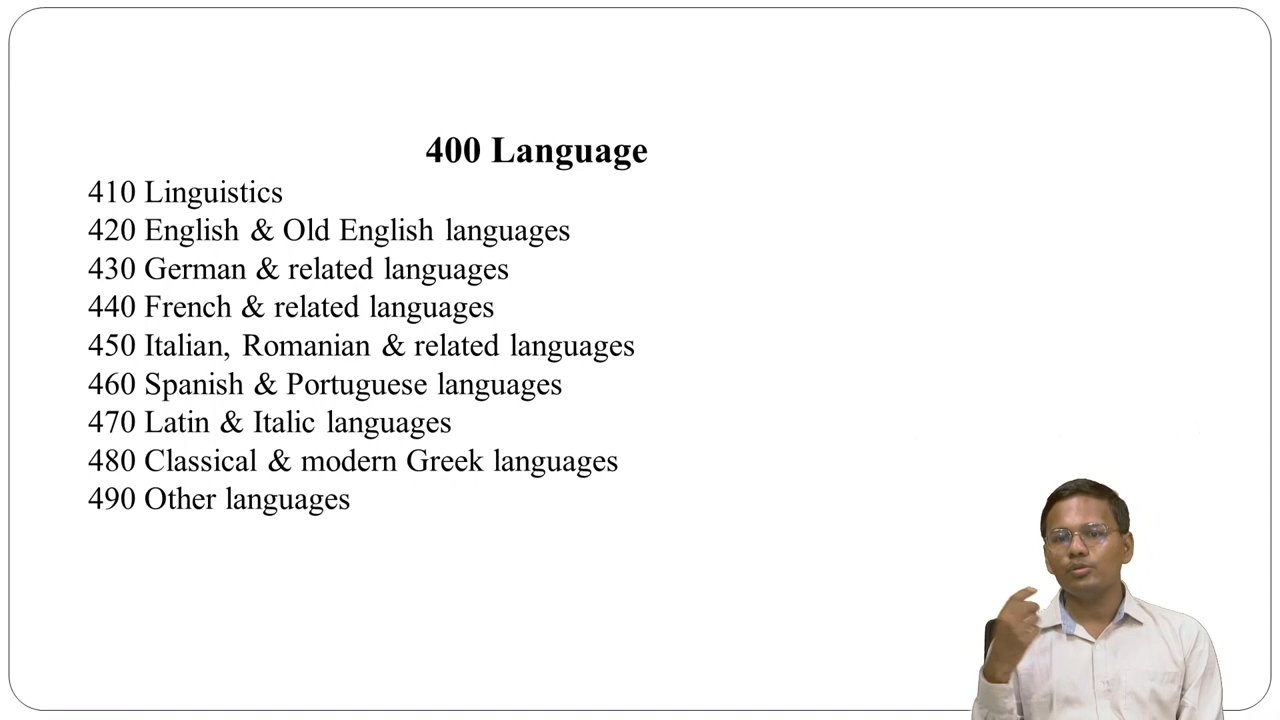 400 Language
410 Linguistics
420 English & Old English languages
430 German & related languages
440 French & related languages
450 Italian, Romanian & related languages
460 Spanish & Portuguese languages
470 Latin & Italic languages
480 Classical & modern Greek languages
490 Other languages